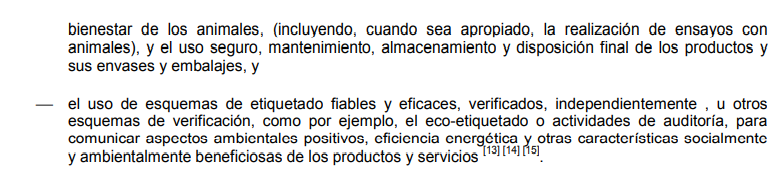 bienestar de los animales, (incluyendo, cuando sea apropiado, la realización de ensayos con
animales), y el uso seguro, mantenimiento, almacenamiento y disposición final de los productos y
sus envases y embalajes, y
— el uso de esquemas de etiquetado fiables y eficaces, verificados, independientemente , u otros
esquemas de verificación, como por ejemplo, el eco-etiquetado o actividades de auditoría, para
comunicar aspectos ambientales positivos, eficiencia energética y otras características socialmente
y ambientalmente beneficiosas de los productos y servicios [13] [14] [15].